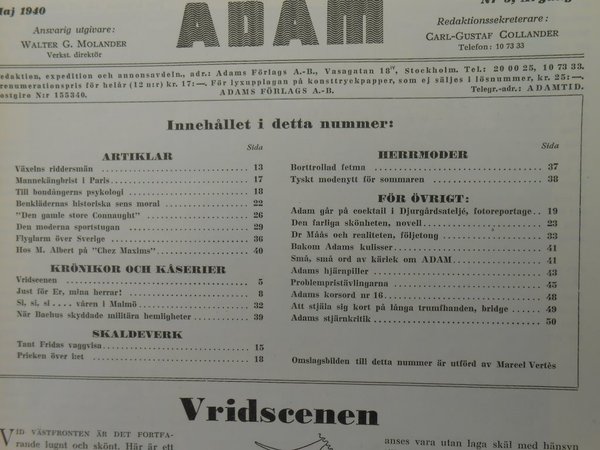 Maj 1940
ADAM
Ansvarig utgivare:
WALTER G. MOLANDER
Verkst. direktör
Redaktionssekreterare:
CARL-GUSTAF COLLANDER
Telefon: 10 73 33
Redaktion, expedition och annonsavdeln., adr.: Adams Förlags A.-B., Vasagatan 18IV, Stockholm. Tel.: 20 00 25, 10 73 33.
Prenumerationspris för helår (12 n:r) kr. 17:—. För lyxupplagan på konsttryckpapper, som ej säljes i lösnummer, kr. 25:—.
Postgiro N:r 155340. ADAMS FÖRLAGS A.-B. Telegr.-adr.: ADAMTID.
Innehållet i detta nummer:
Sida
ARTIKLAR
Växelns riddersmän 13
Mannekängbrist i Paris 17
Till bondångerns psykologi 18
Benklädernas historiska sens moral 22
"Den gamle store Connaught" 26
Den moderna sportstugan 29
Flyglarm över Sverige 36
Hos M. Albert på "Chez Maxims" 40
KRÖNIKOR OCH KÅSERIER
Vridscenen 5
Just för Er, mina herrar! 8
Si, si, si .... våren i Malmö 32
När Bachus skyddade militära hemligheter 39
SKALDEVERK
Tant Fridas vaggvisa 15
Pricken över ket 18
Sida
HERRMODER
Borttrollad fetma 37
Tyskt modenytt för sommaren 38
FÖR ÖVRIGT:
Adam går på cocktail i Djurgårdsateljé, fotoreportage 19
Den farliga skönheten, novell 23
Dr Måås och realiteten, följetong 33
Bakom Adams kulisser 41
Små, små ord av kärlek om ADAM 41
Adams hjärnpiller 43
Problempristävlingarna 45
Adams korsord nr 16 48
Att stjäla sig kort på långa trumfhanden, bridge 49
Adams stjärnkritik 50
Omslagsbilden till detta nummer är utförd av Marcel Vertès
Vridscenen
VID VÄSTFRONTEN ÄR DET FORTFA-
rande lugnt och skönt. Här är ett
anses vara utan laga skäl med hänsyn